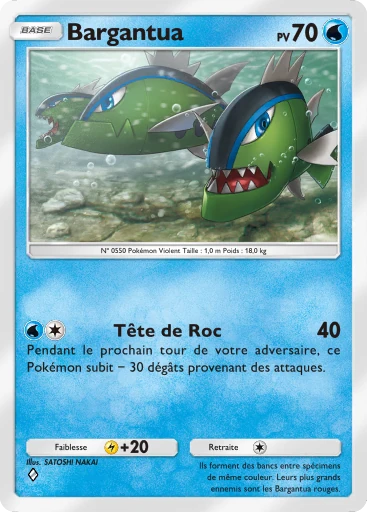 BASE Bargantua PV 70
N° 0550 Pokémon Violent Taille : 1,0 m Poids : 18,0 kg
Tête de Roc 40
Pendant le prochain tour de votre adversaire, ce
Pokémon subit – 30 dégâts provenant des attaques.
Faiblesse +20 Retraite
Illus. SATOSHI NAKAI
Ils forment des bancs entre spécimens
de même couleur. Leurs plus grands
ennemis sont les Bargantua rouges.